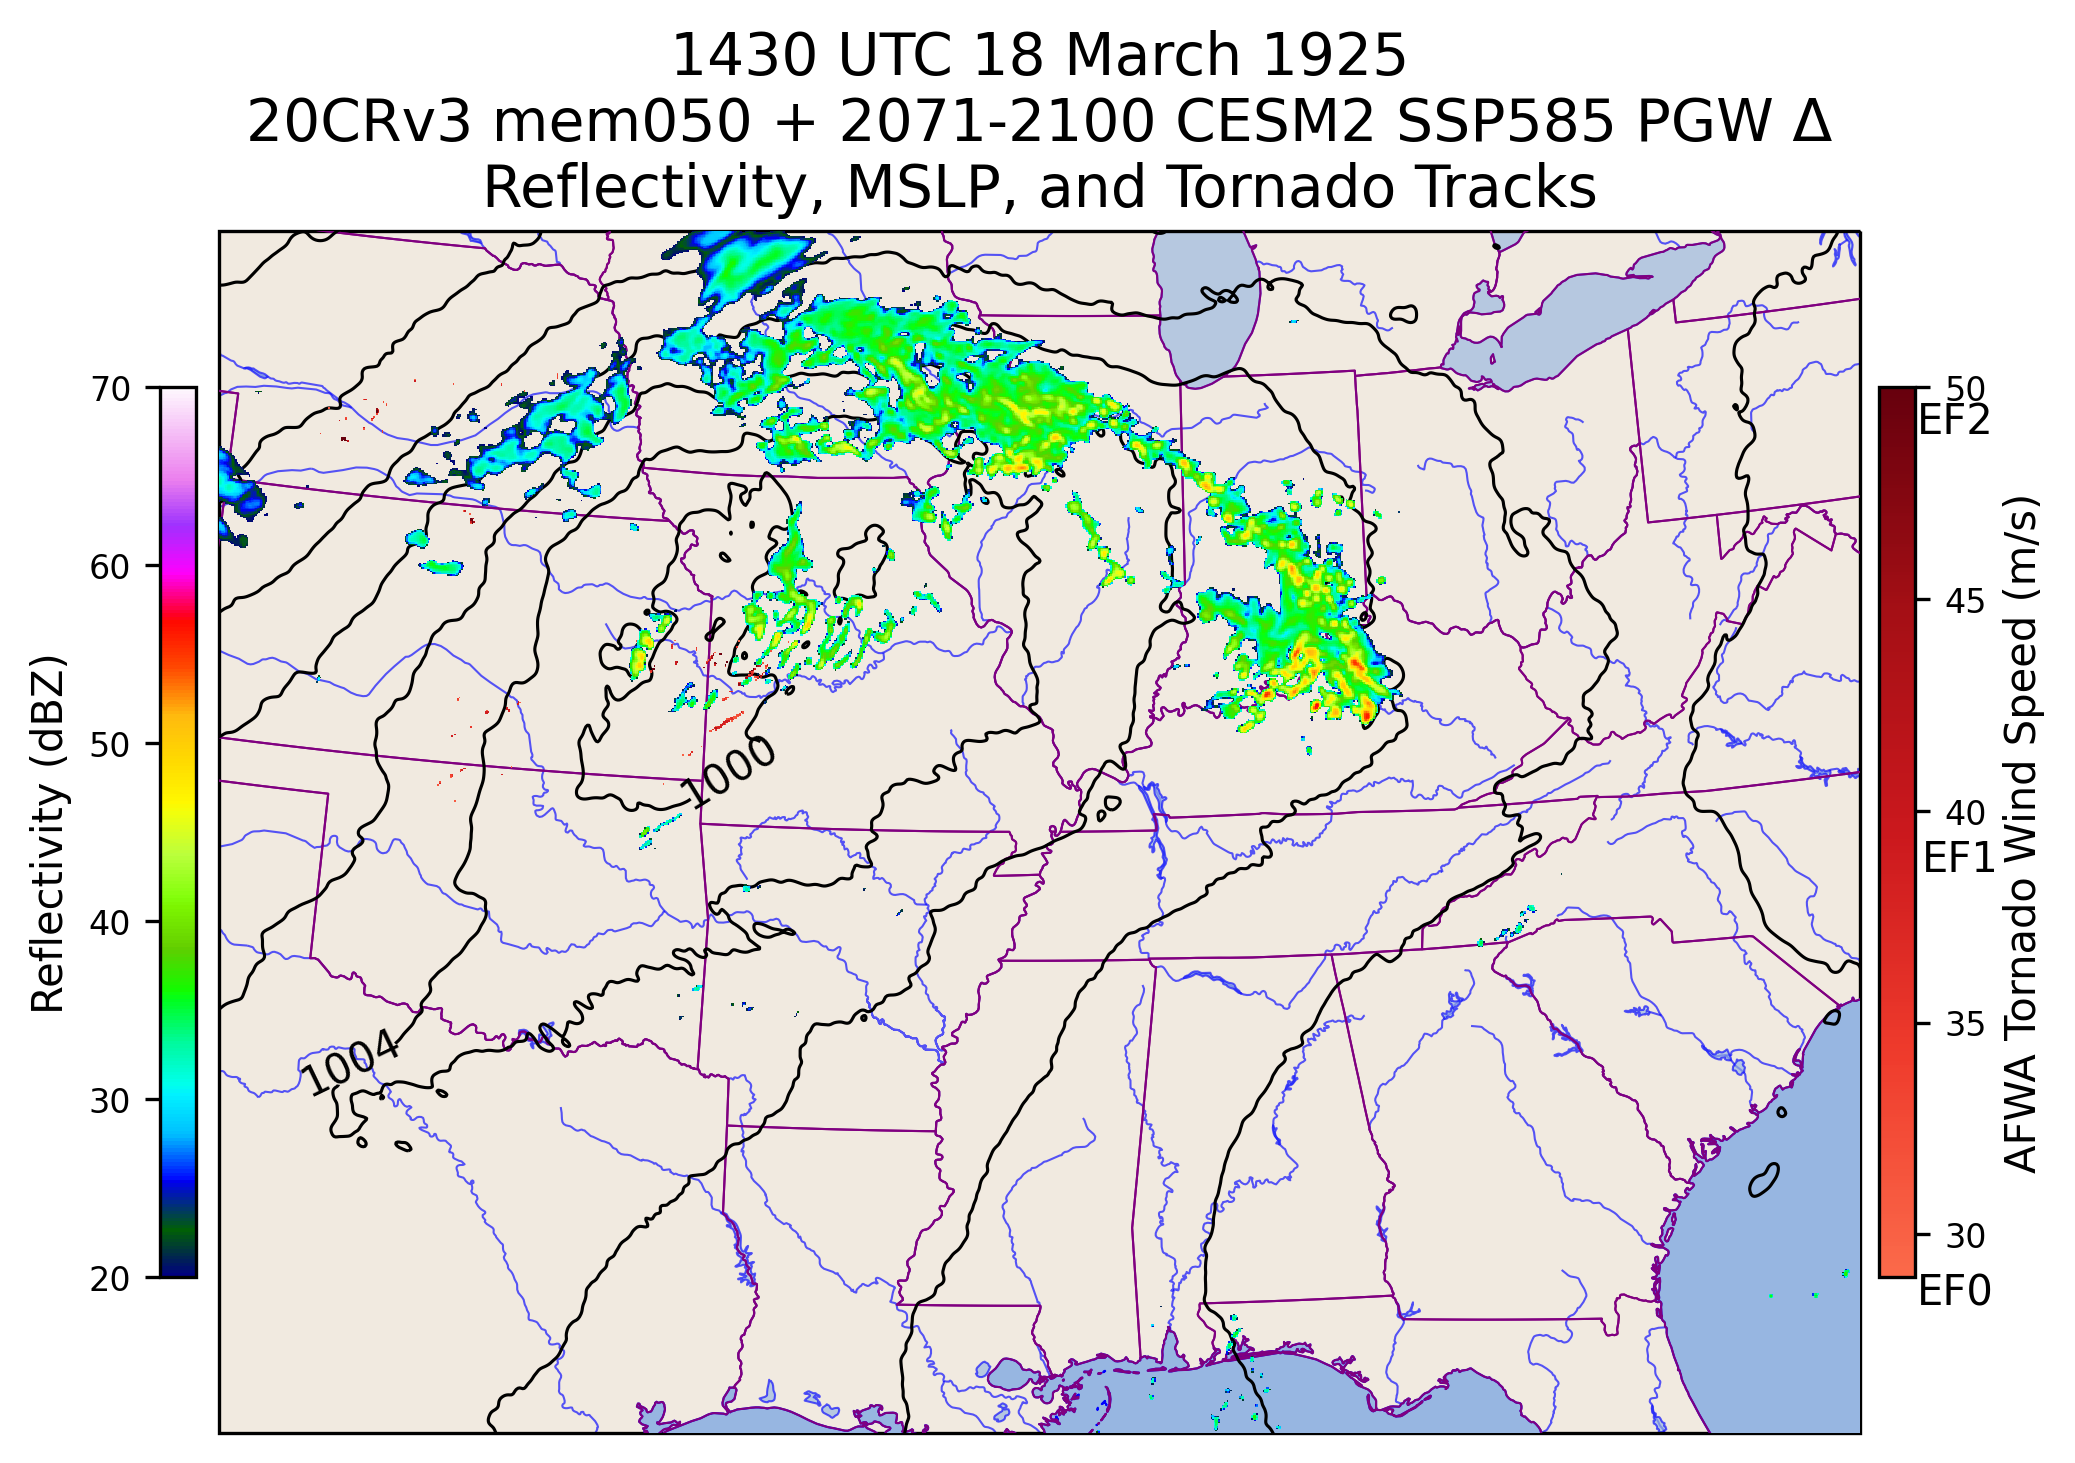 1430 UTC 18 March 1925
20CRv3 mem050 + 2071-2100 CESM2 SSP585 PGW Δ
Reflectivity, MSLP, and Tornado Tracks
70
60
50
40
30
20
Reflectivity (dBZ)
1000
1004
50
EF2
45
40
EF1
35
30
EF0
AFWA Tornado Wind Speed (m/s)